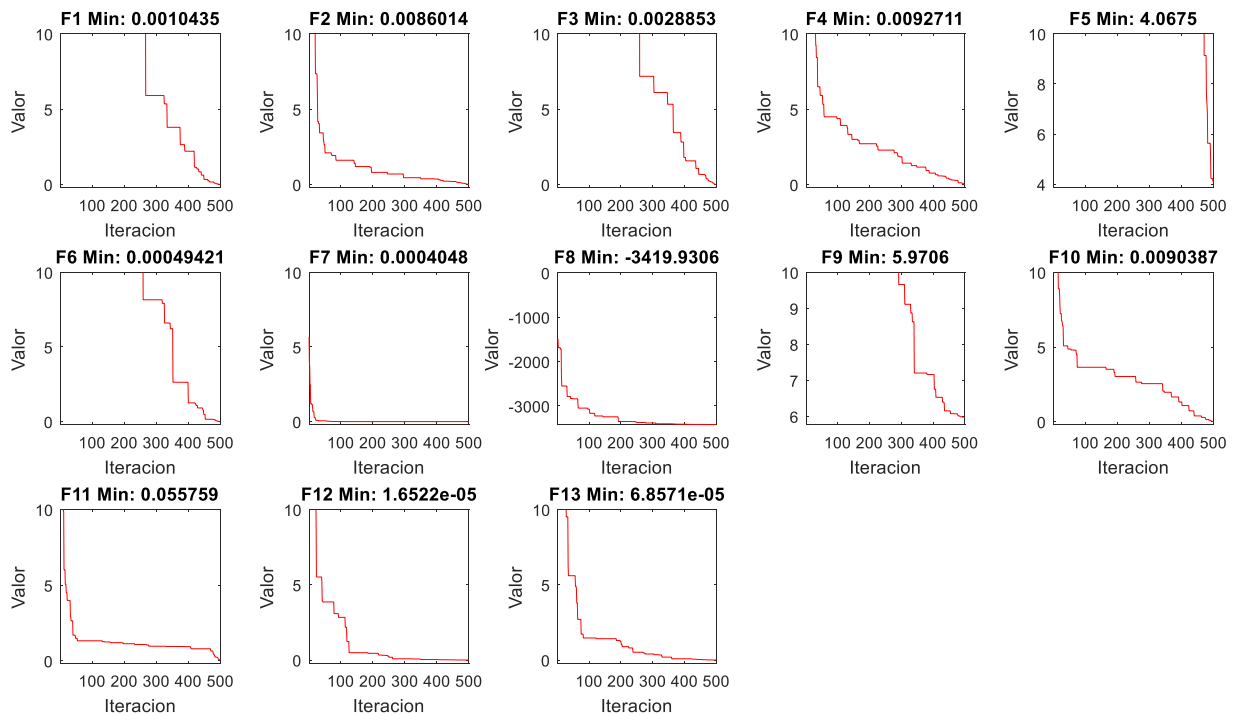 F1 Min: 0.0010435
10
5
0
Valor
100 200 300 400 500
Iteracion
F2 Min: 0.0086014
10
5
0
Valor
100 200 300 400 500
Iteracion
F3 Min: 0.0028853
10
5
0
Valor
100 200 300 400 500
Iteracion
F4 Min: 0.0092711
10
5
0
Valor
100 200 300 400 500
Iteracion
F5 Min: 4.0675
10
8
6
4
Valor
100 200 300 400 500
Iteracion
F6 Min: 0.00049421
10
5
0
Valor
100 200 300 400 500
Iteracion
F7 Min: 0.0004048
10
5
0
Valor
100 200 300 400 500
Iteracion
F8 Min: -3419.9306
0
-1000
-2000
-3000
Valor
100 200 300 400 500
Iteracion
F9 Min: 5.9706
10
9
8
7
6
Valor
100 200 300 400 500
Iteracion
F10 Min: 0.0090387
10
5
0
Valor
100 200 300 400 500
Iteracion
F11 Min: 0.055759
10
5
0
Valor
100 200 300 400 500
Iteracion
F12 Min: 1.6522e-05
10
5
0
Valor
100 200 300 400 500
Iteracion
F13 Min: 6.8571e-05
10
5
0
Valor
100 200 300 400 500
Iteracion